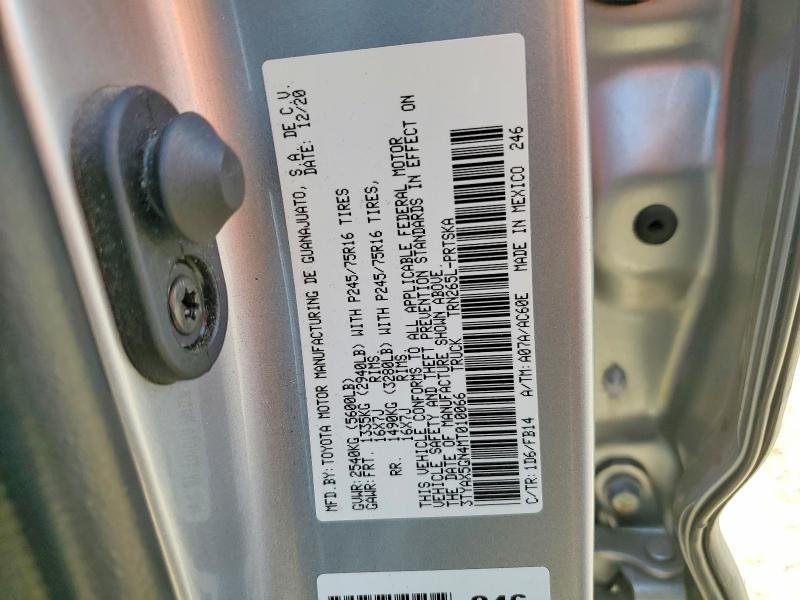 MFD.BY: TOYOTA MOTOR MANUFACTURING DE GUANAJUATO, S.A. DE C.V.
DATE: 12/20
GVWR: 2540KG (5600LB)
GAWR: FRT. 1335KG (2940LB) WITH P245/75R16 TIRES
16X7J RIMS,
RR. 1490KG (3280LB) WITH P245/75R16 TIRES,
16X7J RIMS.
THIS VEHICLE CONFORMS TO ALL APPLICABLE FEDERAL MOTOR
VEHICLE SAFETY AND THEFT PREVENTION STANDARDS IN EFFECT ON
THE DATE OF MANUFACTURE SHOWN ABOVE.
3TYAX5GN4MT010066 TRUCK TRN265L-PRTSKA
C/TR: 1D6/FB14 A/TM: A07A/AC60E MADE IN MEXICO 246